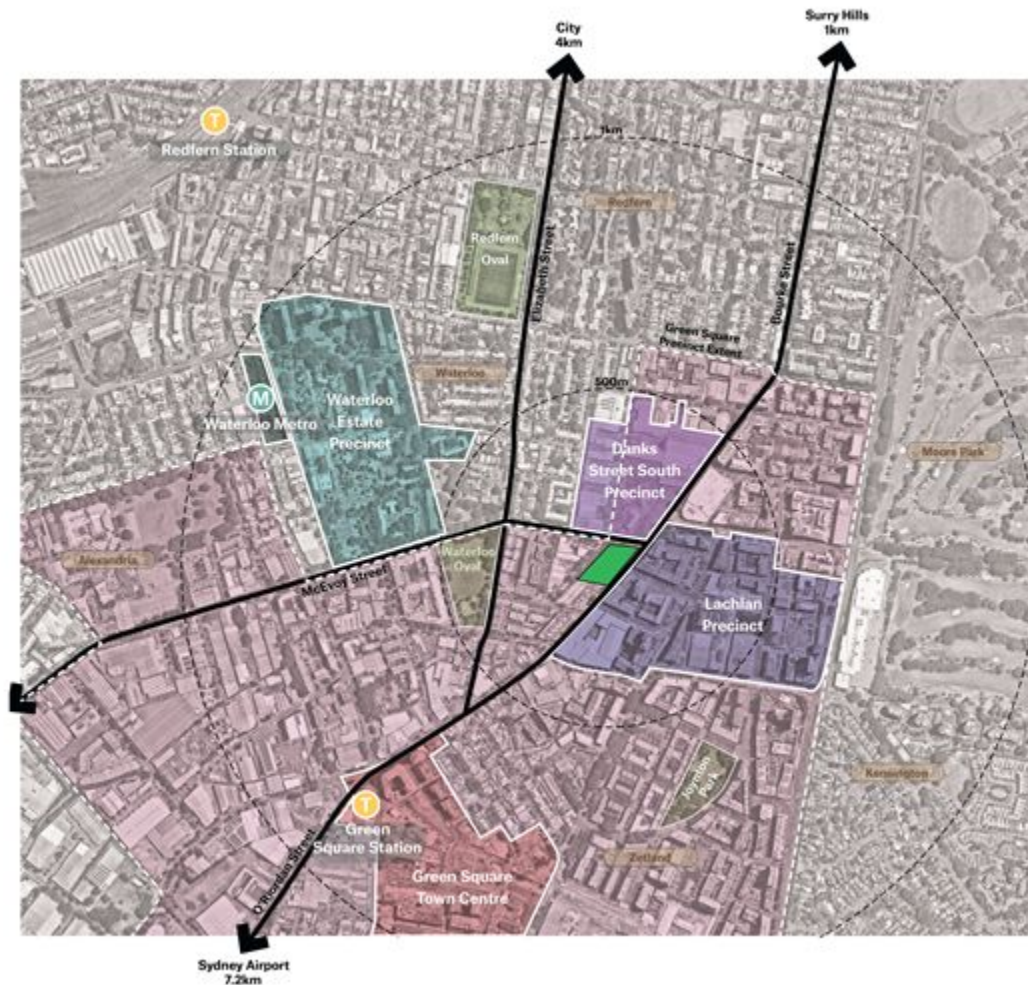 Surry Hills
1km
City
4km
T
Redfern Station
1km
Redfern
Redfern
Oval
Elizabeth Street
Bourke Street
Green Square
Precinct Extent
Waterloo
500m
M
Waterloo Metro
Waterloo
Estate
Precinct
Danks
Street South
Precinct
Moore Park
Alexandria
Waterloo
Oval
McEvoy Street
Lachlan
Precinct
Joynton
Park
Kensington
T
Green
Square Station
O'Riordan Street
Zetland
Green Square
Town Centre
Sydney Airport
7.2km